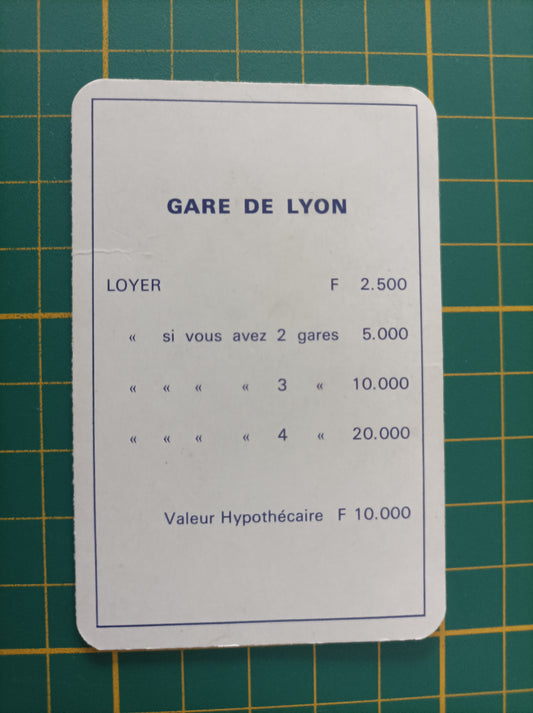 GARE DE LYON
LOYER F 2.500
« si vous avez 2 gares 5.000
« « « « 3 « 10.000
« « « « 4 « 20.000
Valeur Hypothécaire F 10.000